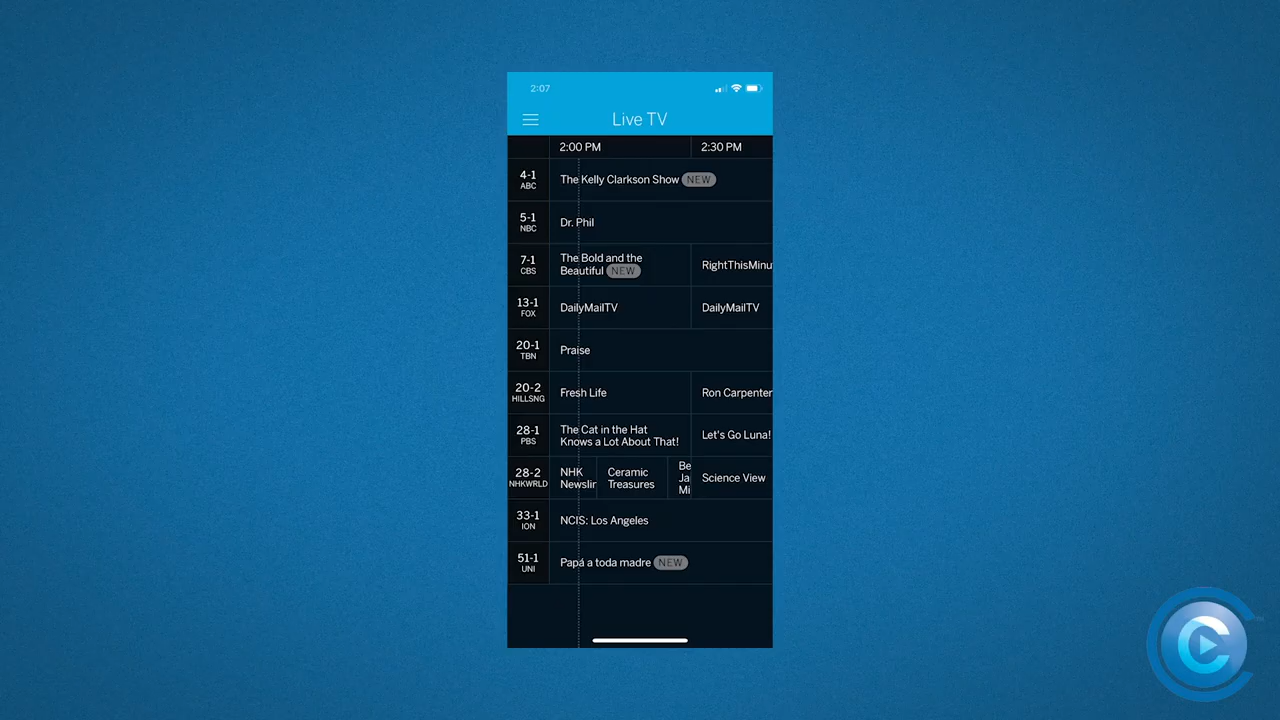 2:07
Live TV
2:00 PM
2:30 PM
4-1
ABC
The Kelly Clarkson Show NEW
5-1
NBC
Dr. Phil
7-1
CBS
The Bold and the
Beautiful NEW
RightThisMinu
13-1
FOX
DailyMailTV
DailyMailTV
20-1
TBN
Praise
20-2
HILLSNG
Fresh Life
Ron Carpenter
28-1
PBS
The Cat in the Hat
Knows a Lot About That!
Let's Go Luna!
28-2
NHKWRLD
NHK
Newslin
Ceramic
Treasures
Be
Ja
Mi
Science View
33-1
ION
NCIS: Los Angeles
51-1
UNI
Papá a toda madre NEW